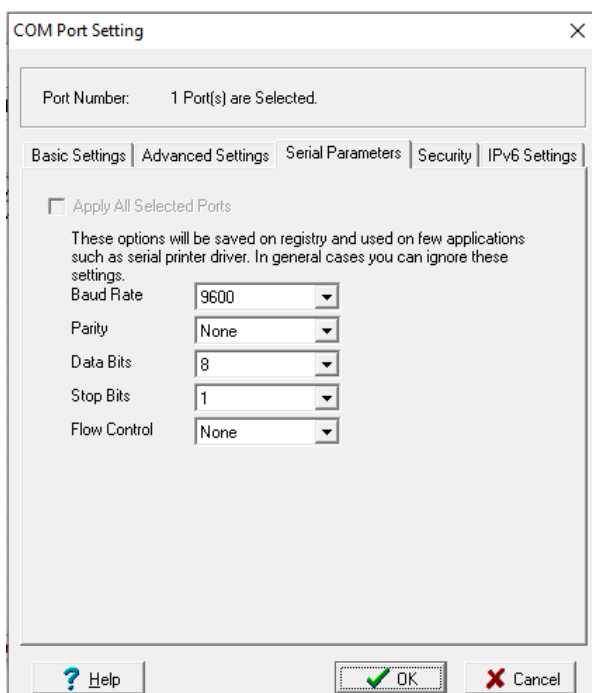 COM Port Setting
Port Number: 1 Port(s) are Selected.
Basic Settings Advanced Settings Serial Parameters Security IPv6 Settings
Apply All Selected Ports
These options will be saved on registry and used on few applications
such as serial printer driver. In general cases you can ignore these
settings.
Baud Rate 9600
Parity None
Data Bits 8
Stop Bits 1
Flow Control None
? Help OK Cancel